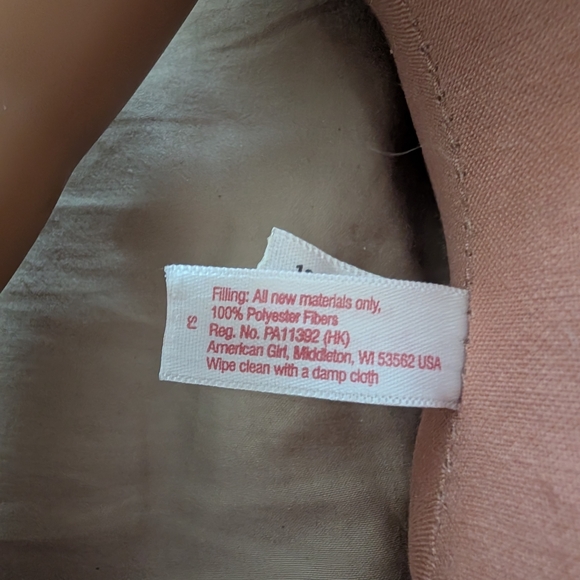 Filling: All new materials only,
100% Polyester Fibers
Reg. No. PA11392 (HK)
American Girl, Middleton, WI 53562 USA
Wipe clean with a damp cloth